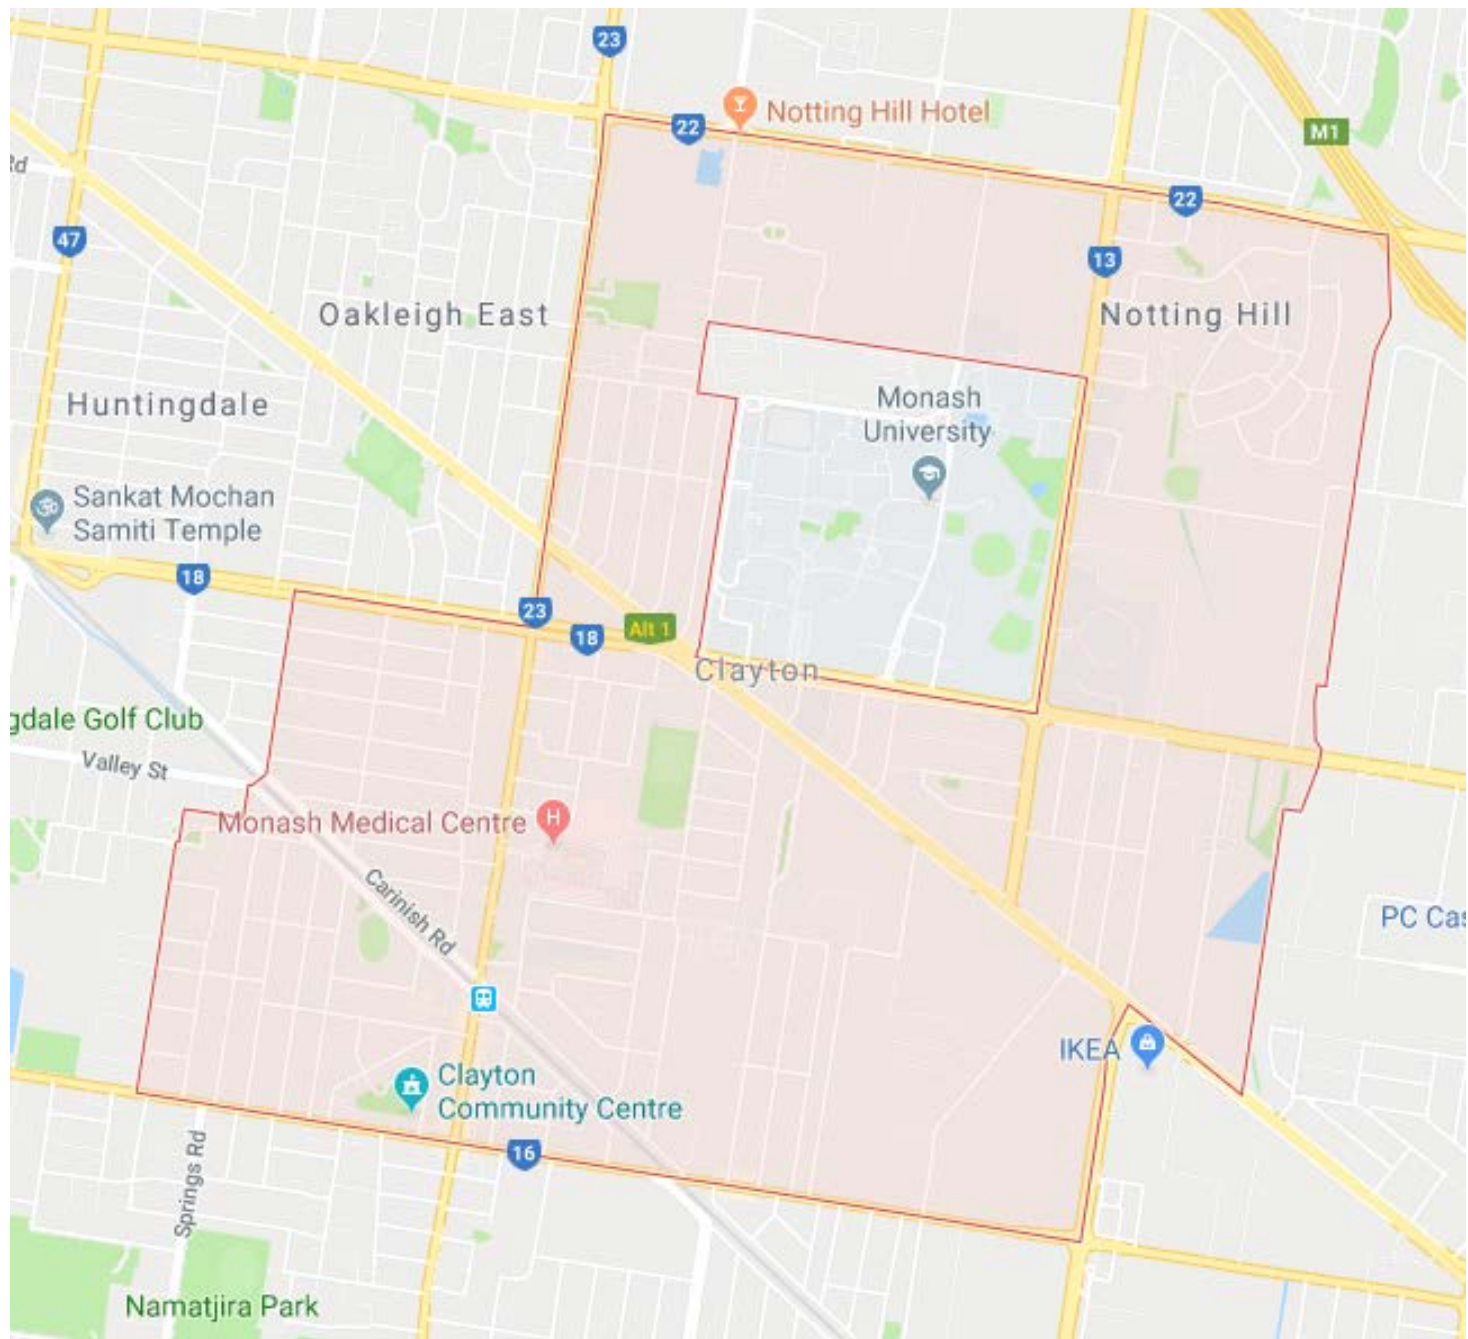 23
22
Notting Hill Hotel
M1
Rd
22
47
13
Oakleigh East
Notting Hill
Huntingdale
Monash
University
Sankat Mochan
Samiti Temple
18
23
18
Alt 1
Clayton
gdale Golf Club
Valley St
Monash Medical Centre
H
Carinish Rd
PC Cas
IKEA
Clayton
Community Centre
16
Springs Rd
Namatjira Park